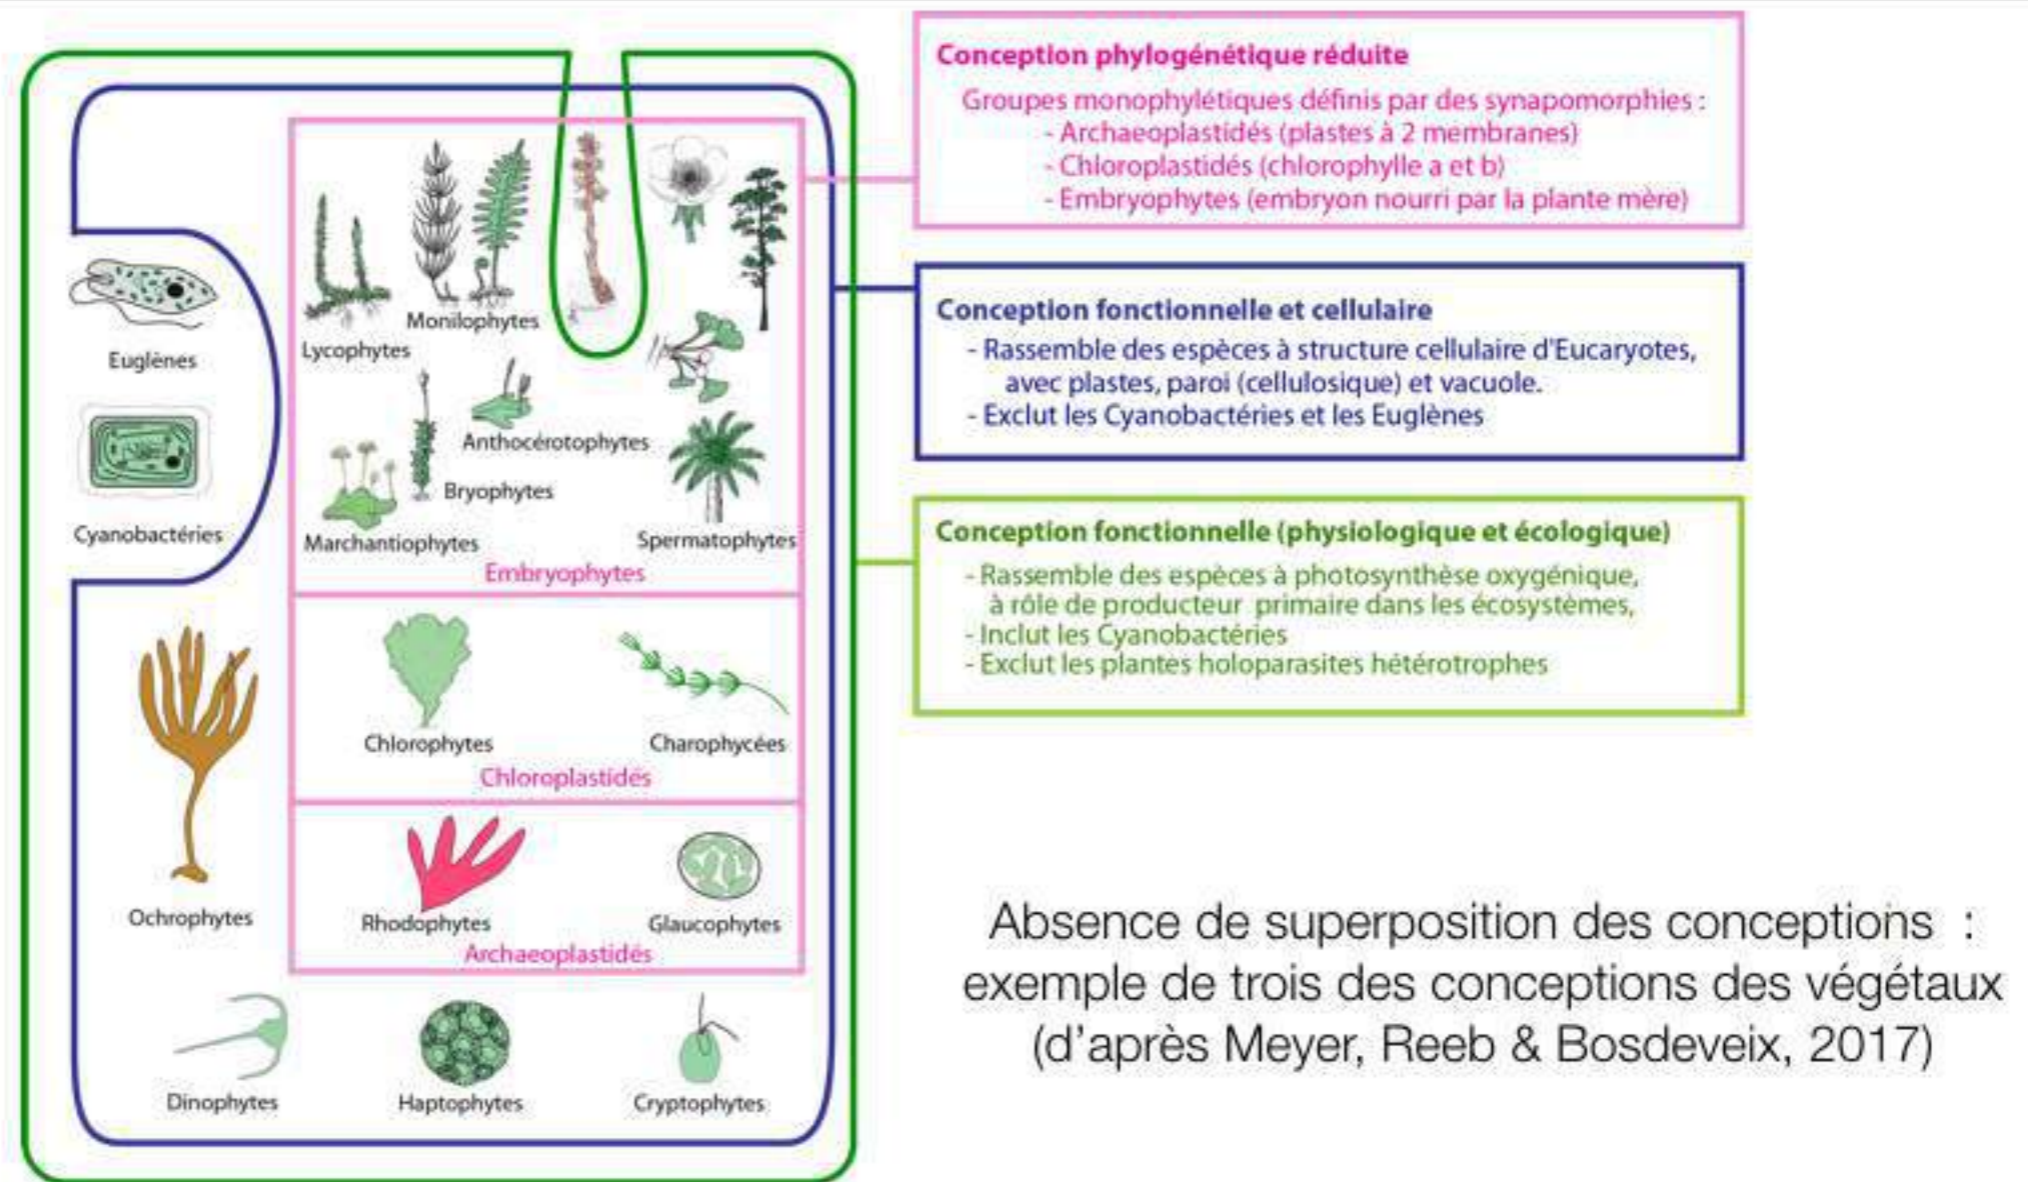 Conception phylogénétique réduite
Groupes monophylétiques définis par des synapomorphies :
- Archaeoplastidés (plastes à 2 membranes)
- Chloroplastidés (chlorophylle a et b)
- Embryophytes (embryon nourri par la plante mère)
Conception fonctionnelle et cellulaire
- Rassemble des espèces à structure cellulaire d'Eucaryotes,
avec plastes, paroi (cellulosique) et vacuole.
- Exclut les Cyanobactéries et les Euglènes
Conception fonctionnelle (physiologique et écologique)
- Rassemble des espèces à photosynthèse oxygénique,
à rôle de producteur primaire dans les écosystèmes,
- Inclut les Cyanobactéries
- Exclut les plantes holoparasites hétérotrophes
Monilophytes
Lycophytes
Euglènes
Anthocérotophytes
Bryophytes
Cyanobactéries
Marchantiophytes
Spermatophytes
Embryophytes
Chlorophytes
Charophycées
Chloroplastidés
Ochrophytes
Rhodophytes
Glaucophytes
Archaeoplastidés
Dinophytes
Haptophytes
Cryptophytes
Absence de superposition des conceptions :
exemple de trois des conceptions des végétaux
(d'après Meyer, Reeb & Bosdeveix, 2017)